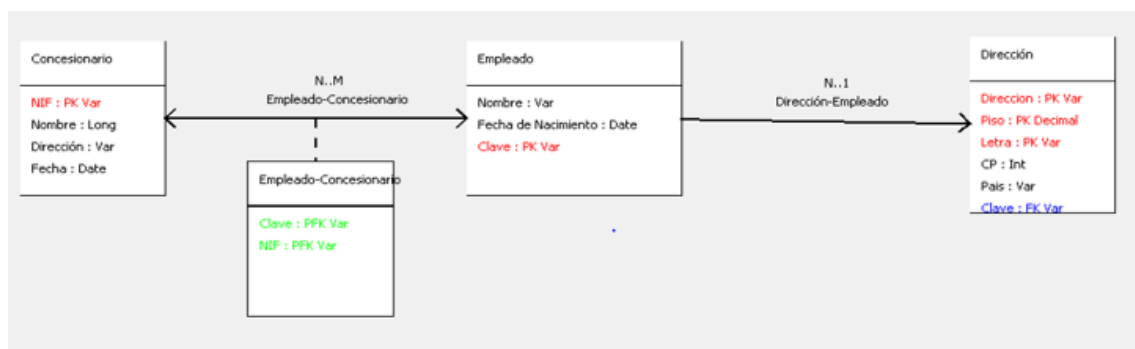 Concesionario
NIF : PK Var
Nombre : Long
Dirección : Var
Fecha : Date
N..M
Empleado-Concesionario
Empleado-Concesionario
Clave : PFK Var
NIF : PFK Var
Empleado
Nombre : Var
Fecha de Nacimiento : Date
Clave : PK Var
N..1
Dirección-Empleado
Dirección
Direccion : PK Var
Piso : PK Decimal
Letra : PK Var
CP : Int
Pais : Var
Clave : FK Var